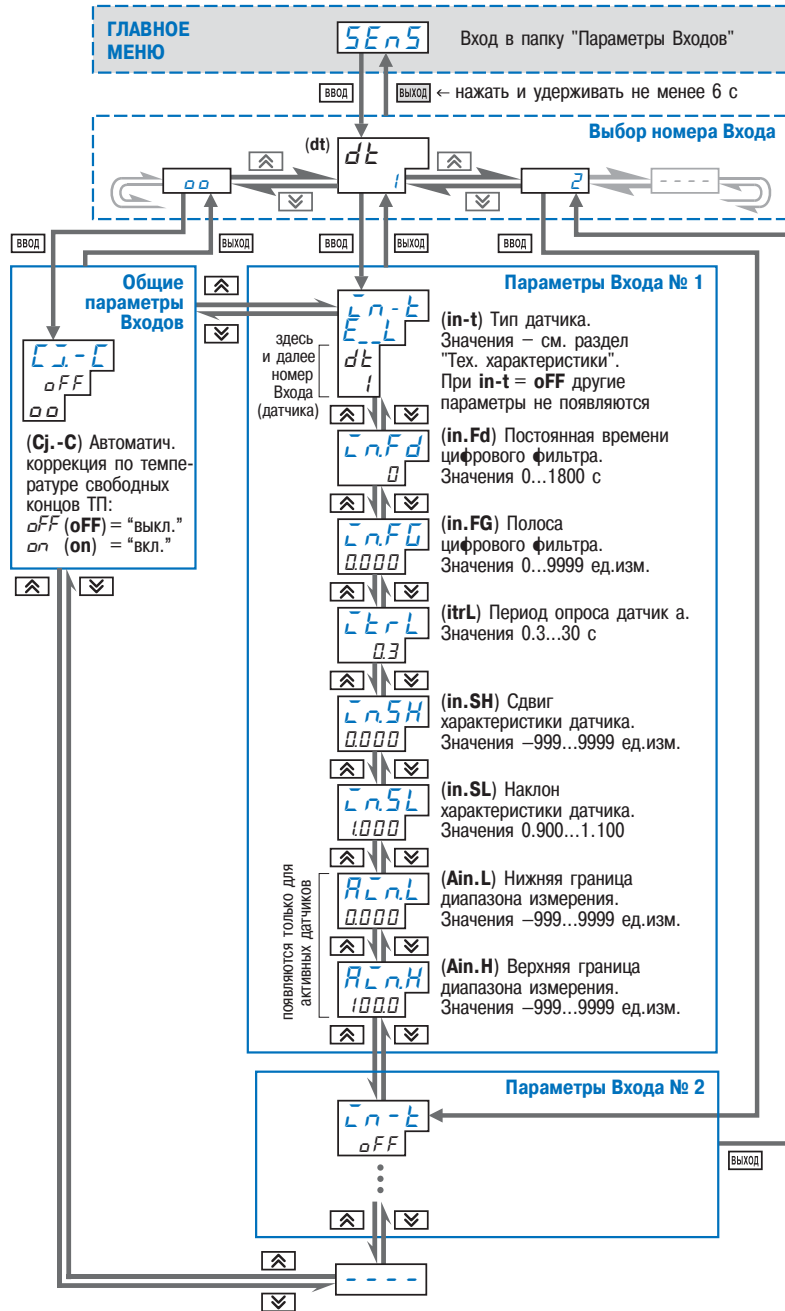 ГЛАВНОЕ
МЕНЮ
SEnS
Вход в папку "Параметры Входов"
ВВОД
ВЫХОД
← нажать и удерживать не менее 6 с
Выбор номера Входа
(dt)
dt
1
oo
2
- - - -
ВВОД
ВЫХОД
ВВОД
ВЫХОД
ВВОД
Общие
параметры
Входов
Cj.-C
oFF
oo
(Cj.-C) Автоматич.
коррекция по темпе-
ратуре свободных
концов ТП:
oFF (oFF) = “выкл.”
on (on) = “вкл.”
Параметры Входа № 1
in-t
E__L
dt
1
здесь
и далее
номер
Входа
(датчика)
(in-t) Тип датчика.
Значения – см. раздел
"Тех. характеристики".
При in-t = oFF другие
параметры не появляются
in.Fd
0
(in.Fd) Постоянная времени
цифрового фильтра.
Значения 0...1800 с
in.FG
0.000
(in.FG) Полоса
цифрового фильтра.
Значения 0...9999 ед.изм.
itrL
0.3
(itrL) Период опроса датчик а.
Значения 0.3...30 с
in.SH
0.000
(in.SH) Сдвиг
характеристики датчика.
Значения –999...9999 ед.изм.
in.SL
1.000
(in.SL) Наклон
характеристики датчика.
Значения 0.900...1.100
появляются только для
активных датчиков
Ain.L
0.000
(Ain.L) Нижняя граница
диапазона измерения.
Значения –999...9999 ед.изм.
Ain.H
100.0
(Ain.H) Верхняя граница
диапазона измерения.
Значения –999...9999 ед.изм.
Параметры Входа № 2
in-t
oFF
ВЫХОД
- - - -